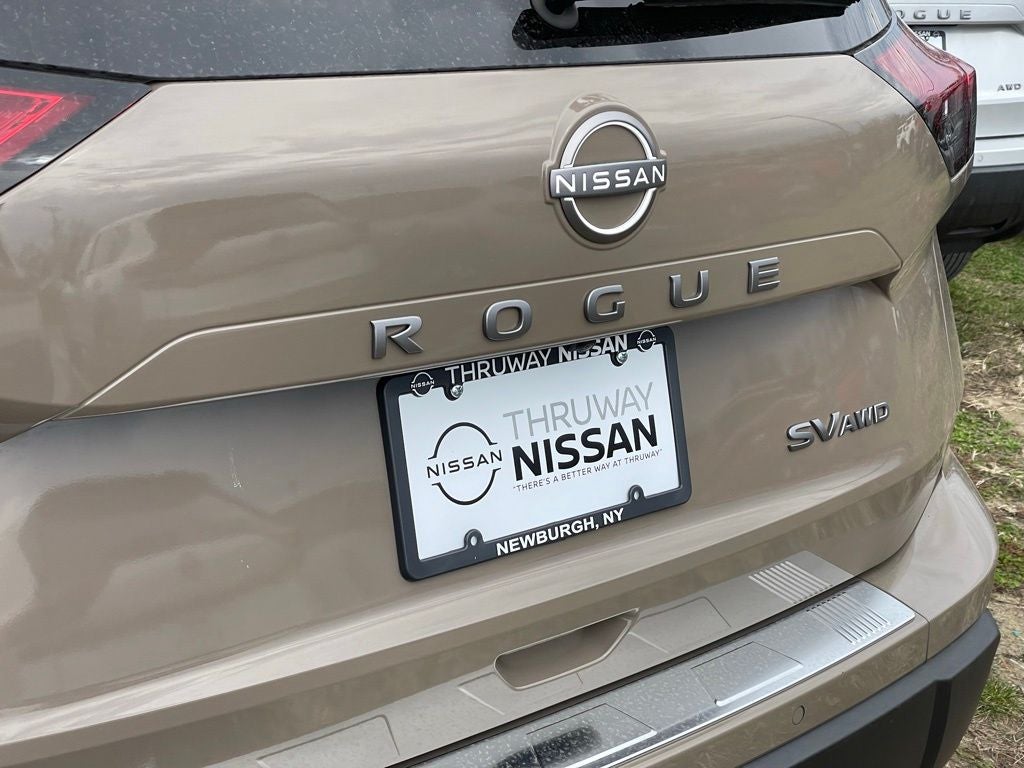 ROGUE
NISSAN
AWD
NISSAN
ROGUE
NISSAN THRUWAY NISSAN NISSAN
THRUWAY
NISSAN NISSAN
"THERE'S A BETTER WAY AT THRUWAY"
NEWBURGH, NY
SV AWD